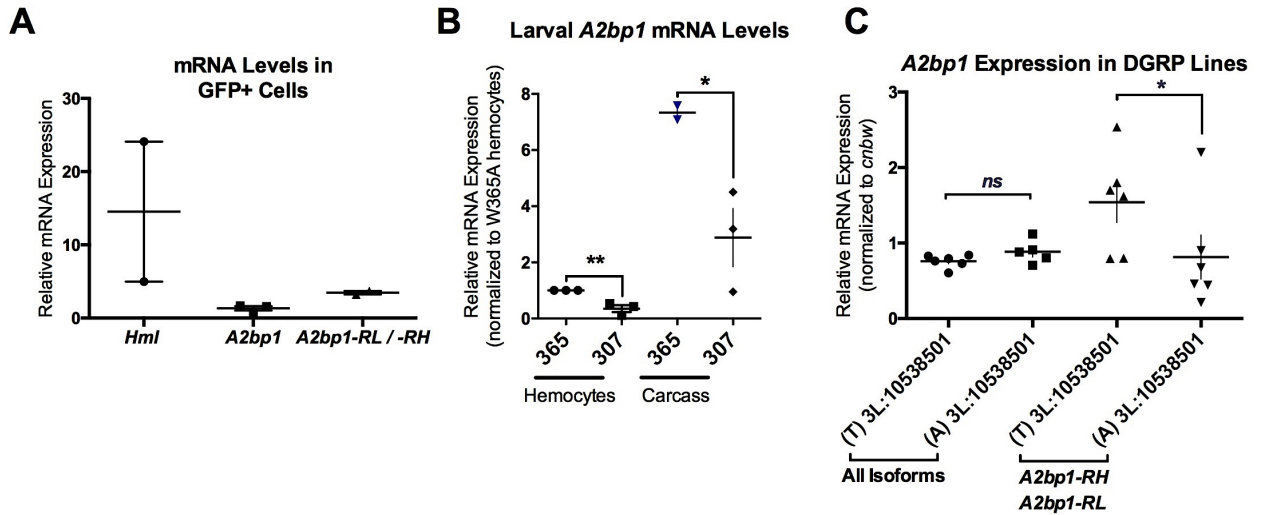 A
mRNA Levels in
GFP+ Cells
Relative mRNA Expression
30
20
10
0
Hml
A2bp1
A2bp1-RL / -RH
B
Larval A2bp1 mRNA Levels
Relative mRNA Expression
(normalized to W365A hemocytes)
8
6
4
2
0
**
*
365
307
365
307
Hemocytes
Carcass
C
A2bp1 Expression in DGRP Lines
Relative mRNA Expression
(normalized to cnbw)
3
2
1
0
ns
*
(T) 3L:10538501
(A) 3L:10538501
(T) 3L:10538501
(A) 3L:10538501
All Isoforms
A2bp1-RH
A2bp1-RL